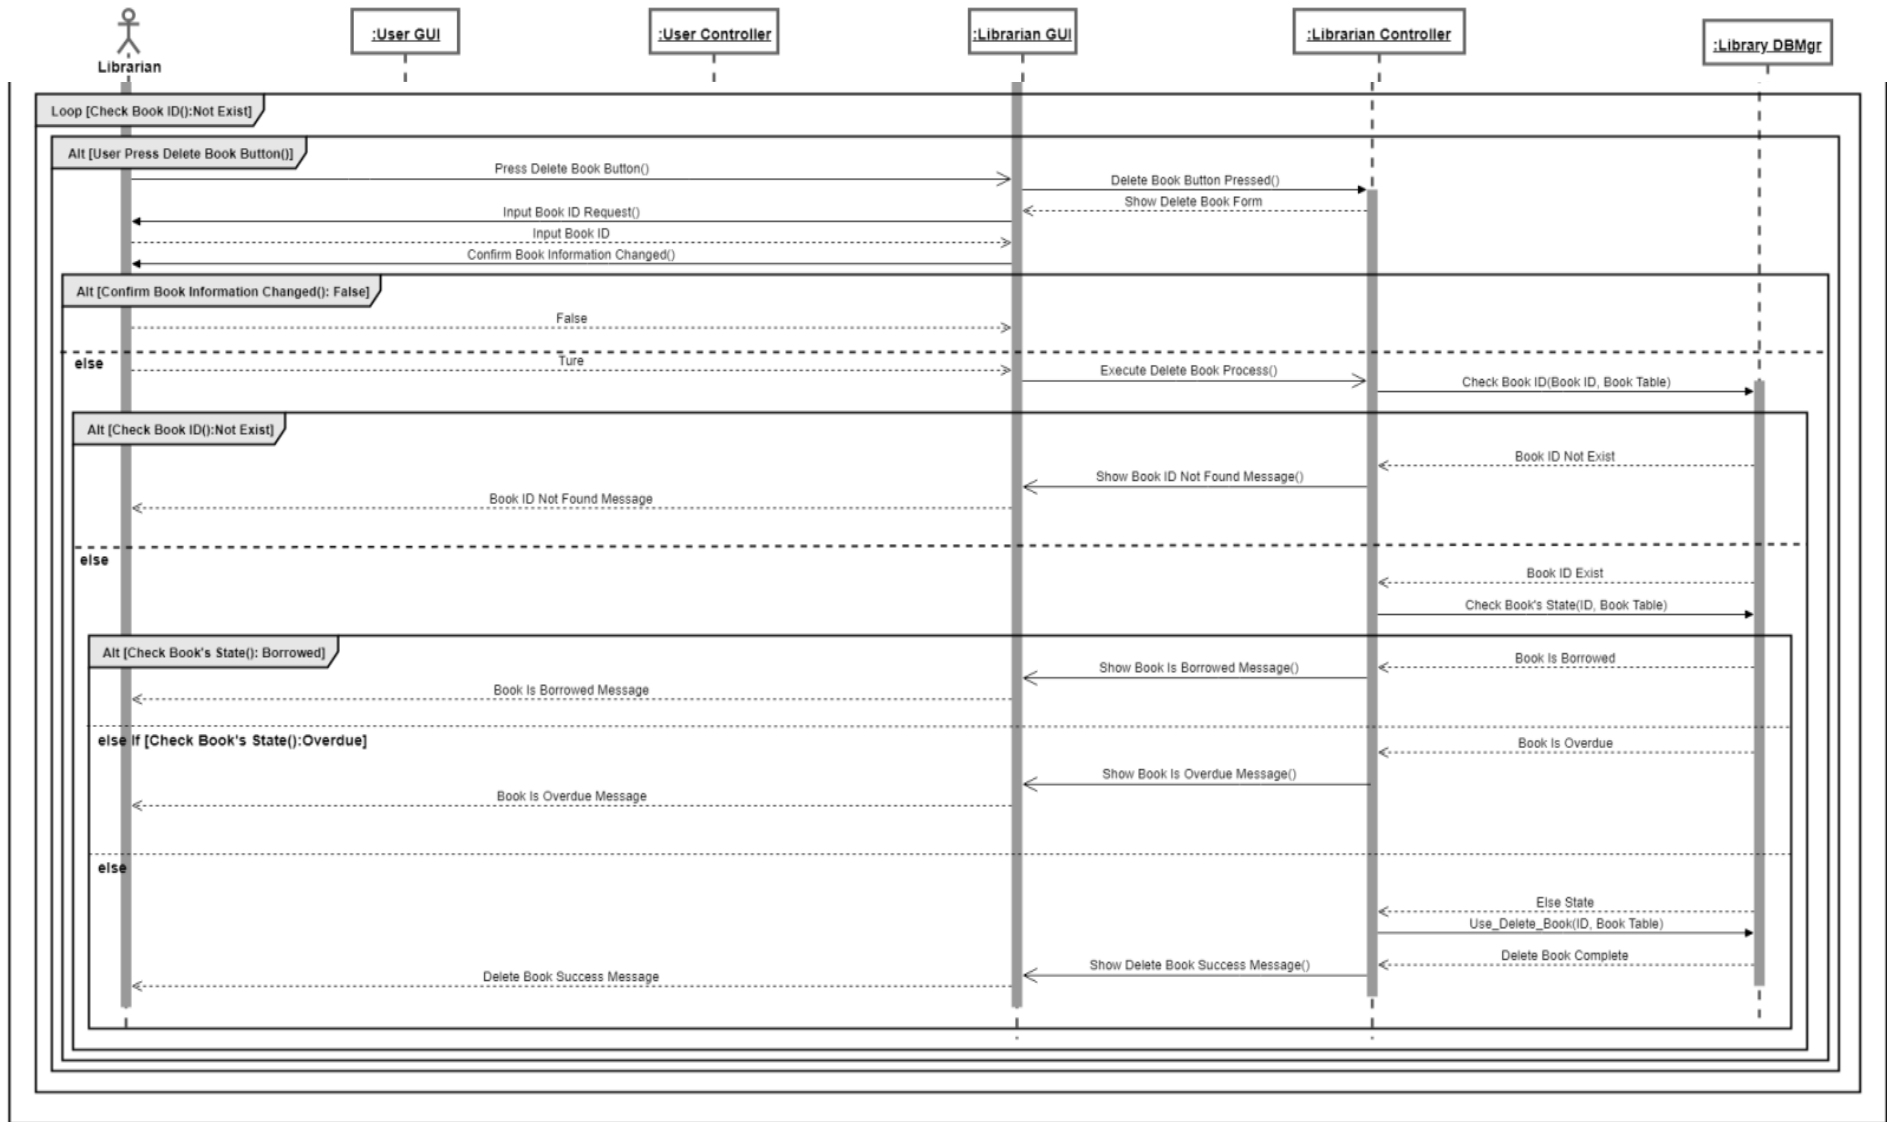 Librarian
:User GUI
:User Controller
:Librarian GUI
:Librarian Controller
:Library DBMgr
Loop [Check Book ID():Not Exist]
Alt [User Press Delete Book Button()]
Press Delete Book Button()
Delete Book Button Pressed()
Show Delete Book Form
Input Book ID Request()
Input Book ID
Confirm Book Information Changed()
Alt [Confirm Book Information Changed(): False]
False
else
Ture
Execute Delete Book Process()
Check Book ID(Book ID, Book Table)
Alt [Check Book ID():Not Exist]
Book ID Not Exist
Show Book ID Not Found Message()
Book ID Not Found Message
else
Book ID Exist
Check Book's State(ID, Book Table)
Alt [Check Book's State(): Borrowed]
Book Is Borrowed
Show Book Is Borrowed Message()
Book Is Borrowed Message
else If [Check Book's State():Overdue]
Book Is Overdue
Show Book Is Overdue Message()
Book Is Overdue Message
else
Else State
Use_Delete_Book(ID, Book Table)
Delete Book Complete
Show Delete Book Success Message()
Delete Book Success Message